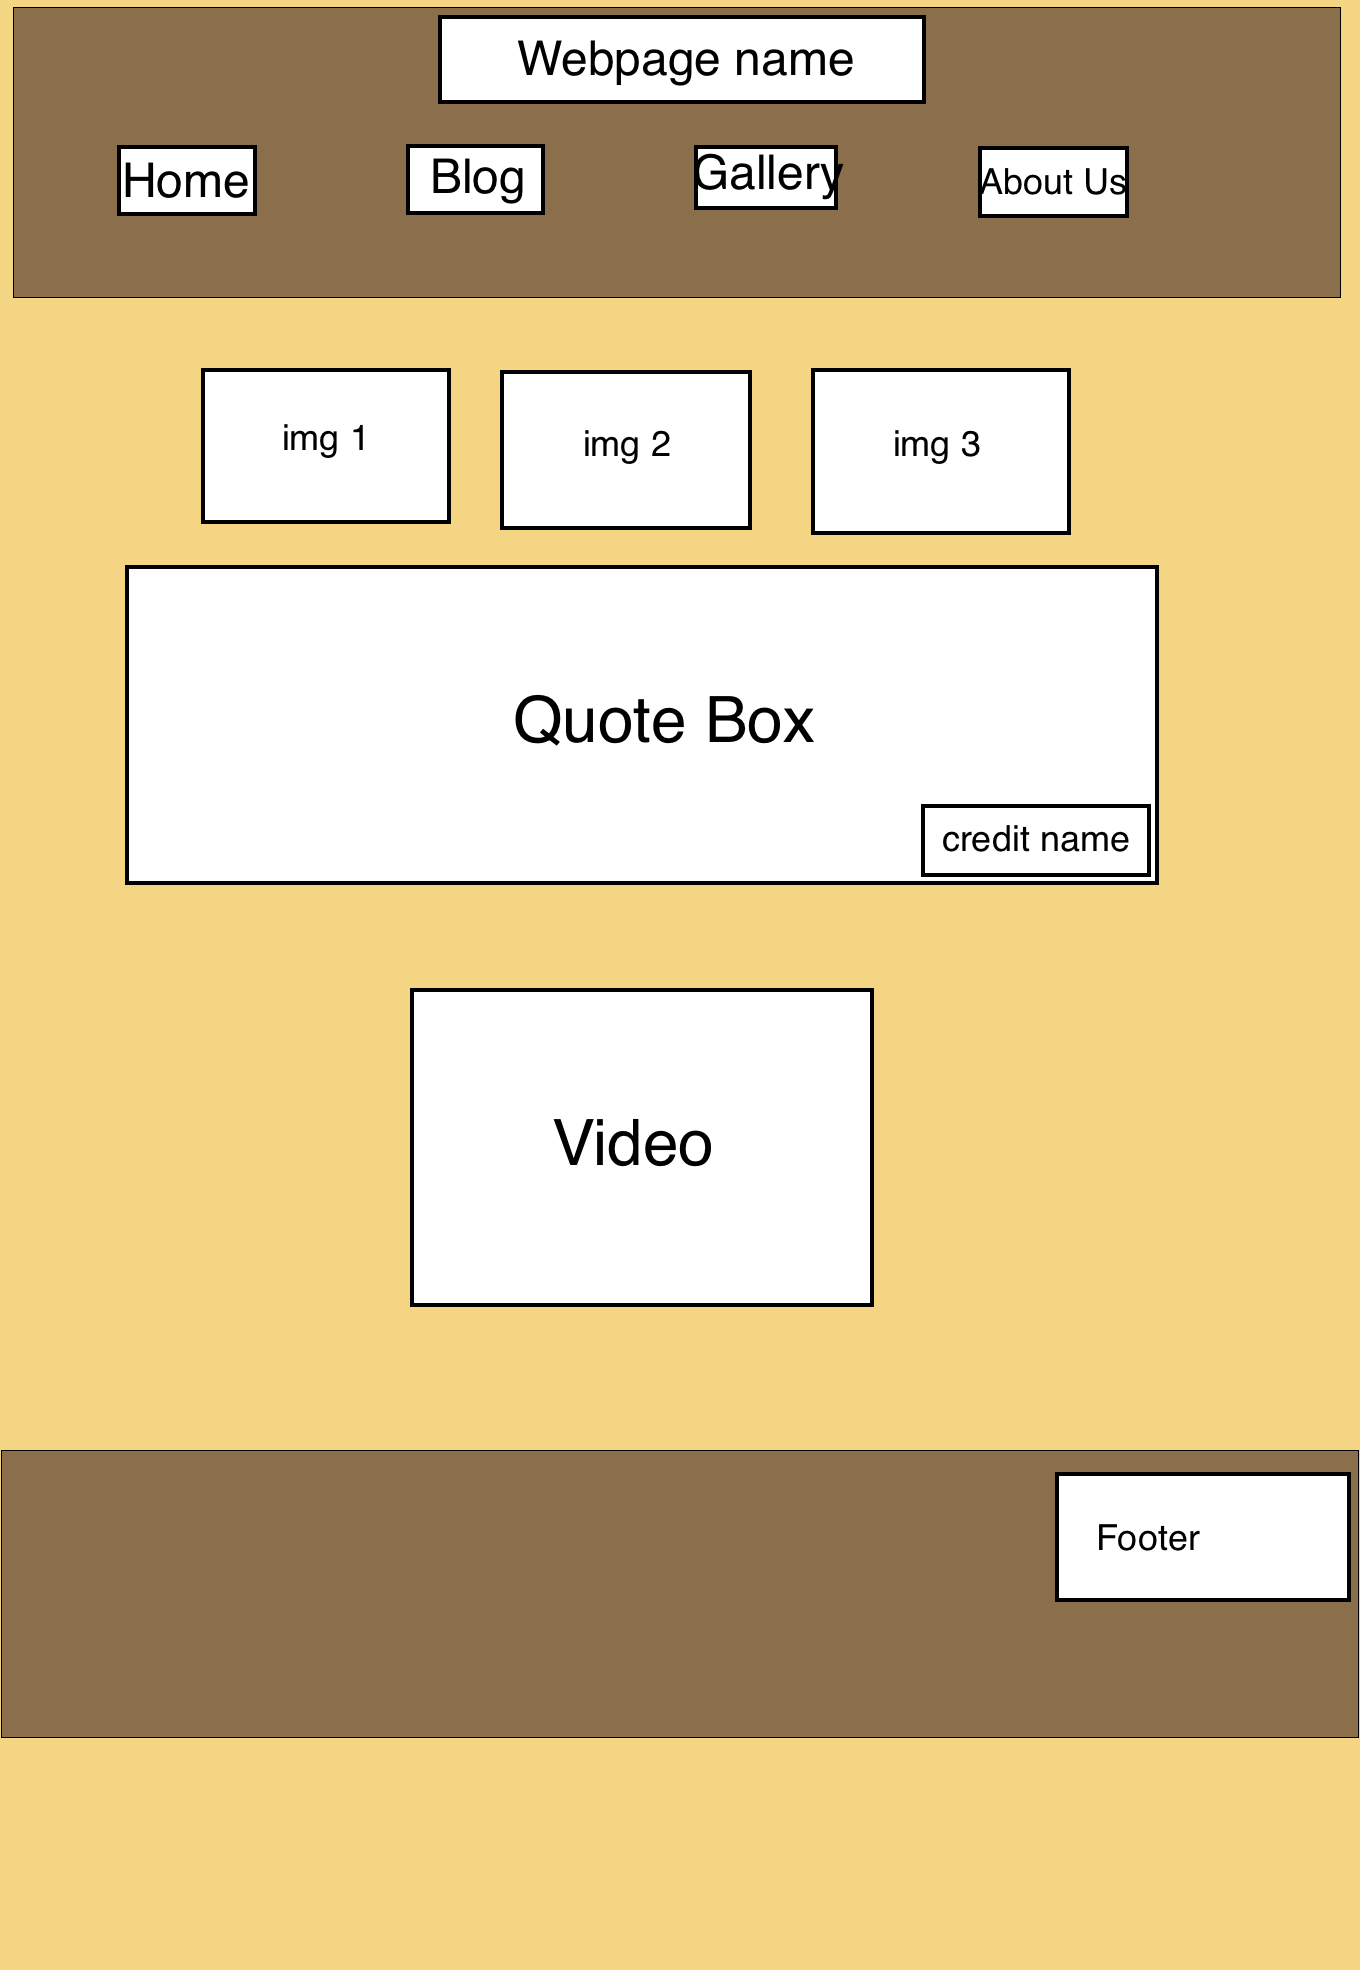 Webpage name
Home
Blog
Gallery
About Us
img 1
img 2
img 3
Quote Box
credit name
Video
Footer